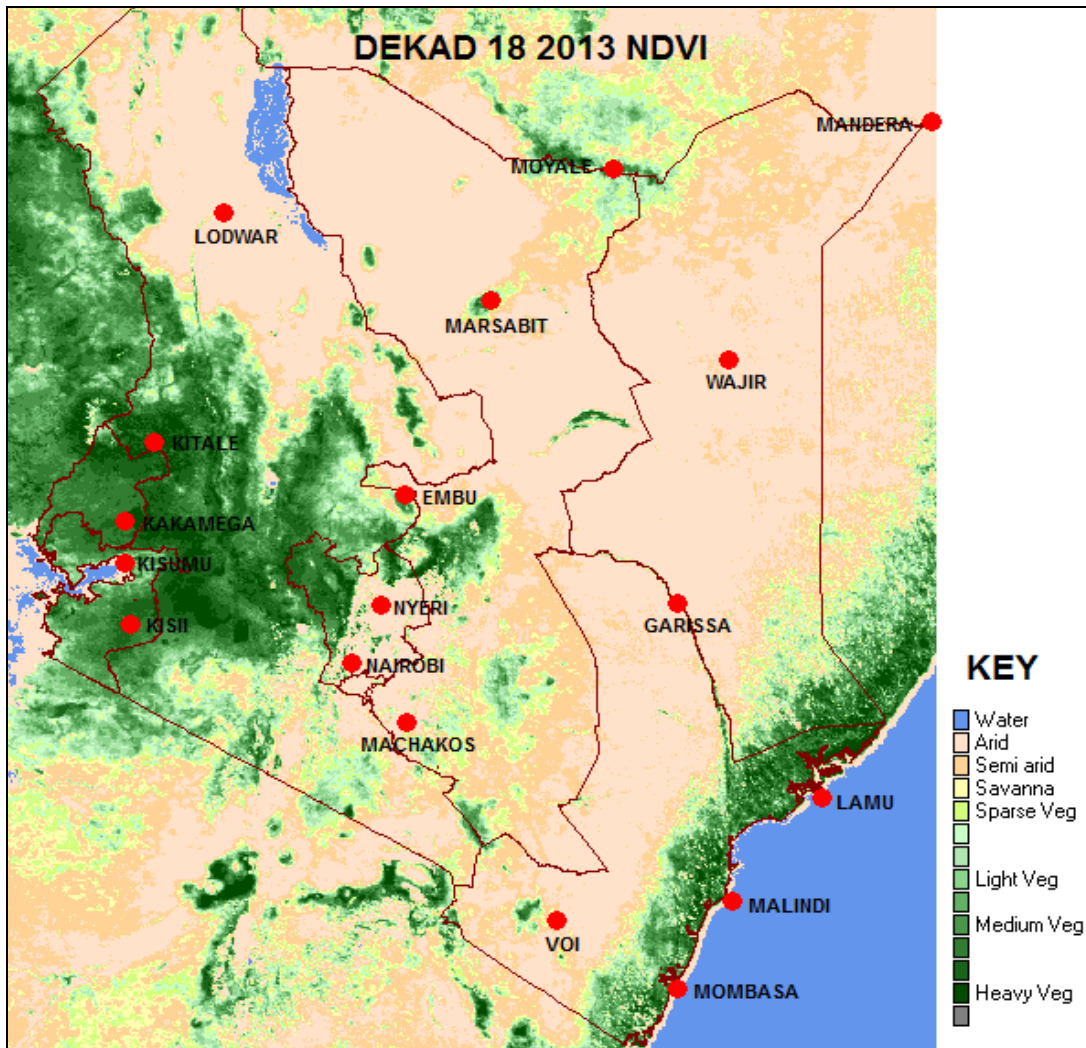 DEKAD 18 2013 NDVI
MANDERA
MOYALE
LODWAR
MARSABIT
WAJIR
KITALE
EMBU
KAKAMEGA
KISUMU
NYERI
GARISSA
KISII
NAIROBI
MACHAKOS
LAMU
MALINDI
VOI
MOMBASA
KEY
Water
Arid
Semi arid
Savanna
Sparse Veg
Light Veg
Medium Veg
Heavy Veg